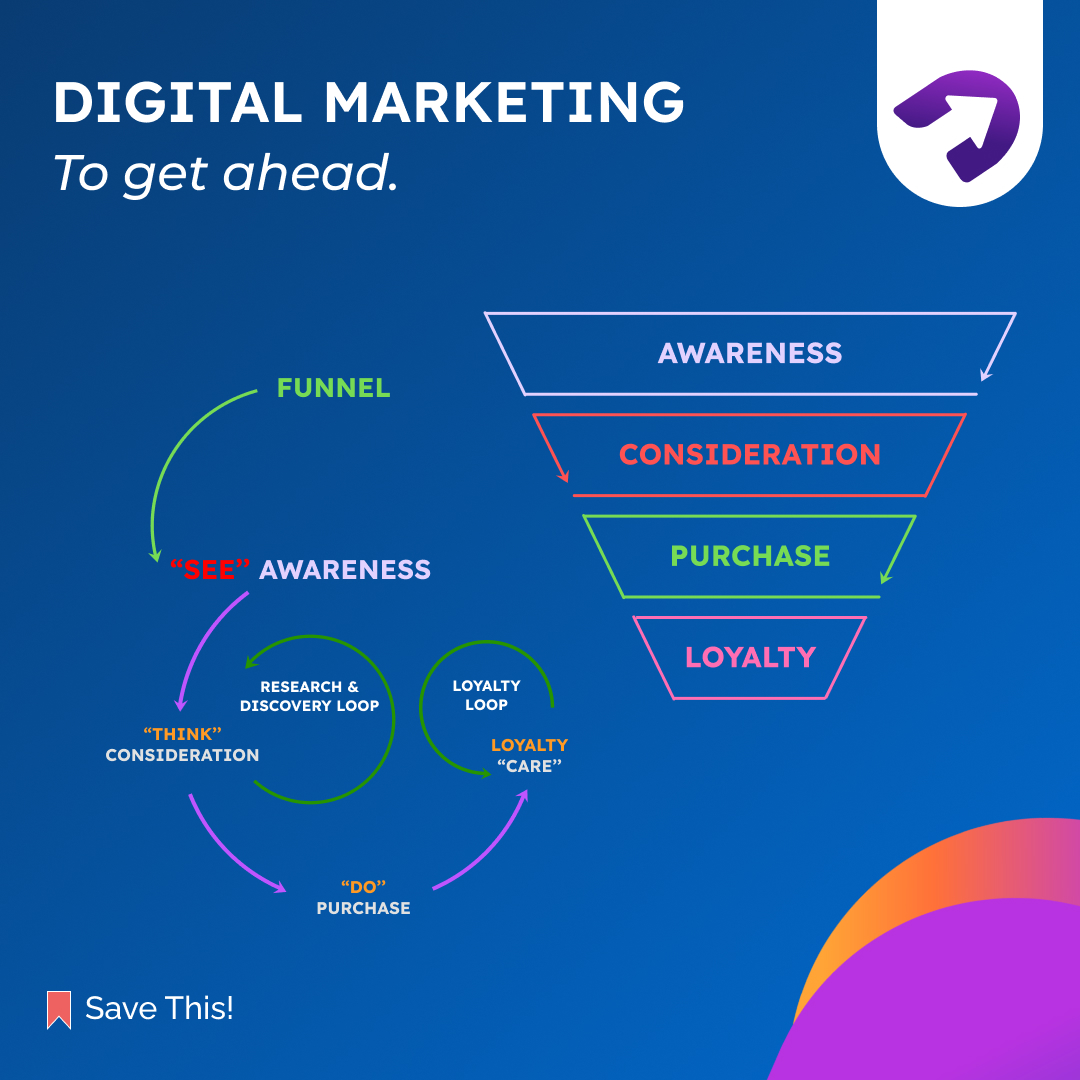 DIGITAL MARKETING
To get ahead.
FUNNEL
“SEE” AWARENESS
RESEARCH &
DISCOVERY LOOP
LOYALTY
LOOP
“THINK”
CONSIDERATION
LOYALTY
“CARE”
“DO”
PURCHASE
AWARENESS
CONSIDERATION
PURCHASE
LOYALTY
Save This!